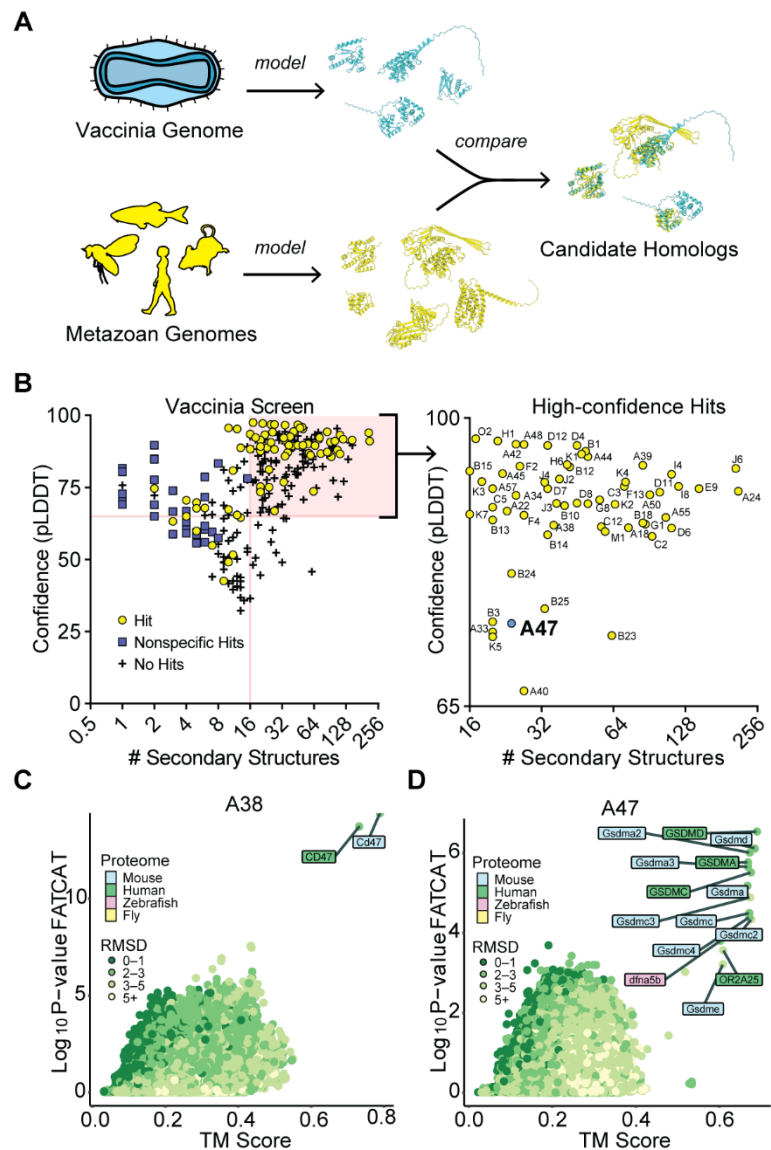 A
model
Vaccinia Genome
compare
model
Candidate Homologs
Metazoan Genomes
B
Vaccinia Screen
High-confidence Hits
Confidence (pLDDT)
100
75
50
25
0
Hit
Nonspecific Hits
No Hits
0.5 1 2 4 8 16 32 64 128 256
# Secondary Structures
Confidence (pLDDT)
100
65
O2 H1 A48 D12 D4 B1
A42 K1 A44
B15 F2 H6 B12 A39 I4 J6
A45 J4 J2 K4
K3 A57 A34 D7 C3 F13 D11 I8 E9 A24
C5 A22 J3 D8 G8 K2 A50
K7 F4 B10 C12 B18 A55
B13 A38 M1 A18 G1 D6
B14 C2
B24
B25
B3
A33 A47 B23
K5
A40
16 32 64 128 256
# Secondary Structures
C
A38
CD47 Cd47
Proteome
Mouse
Human
Zebrafish
Fly
RMSD
0–1
2–3
3–5
5+
Log10 P-value FATCAT
10
5
0
0.0 0.2 0.4 0.6 0.8
TM Score
D
A47
Gsdma2 GSDMD
Gsdmd
Gsdma3 GSDMA
GSDMC Gsdma
Gsdmc3 Gsdmc
Gsdmc2
Gsdmc4
dfna5b OR2A25
Gsdme
Proteome
Mouse
Human
Zebrafish
Fly
RMSD
0–1
2–3
3–5
5+
Log10 P-value FATCAT
6
4
2
0
0.0 0.2 0.4 0.6
TM Score